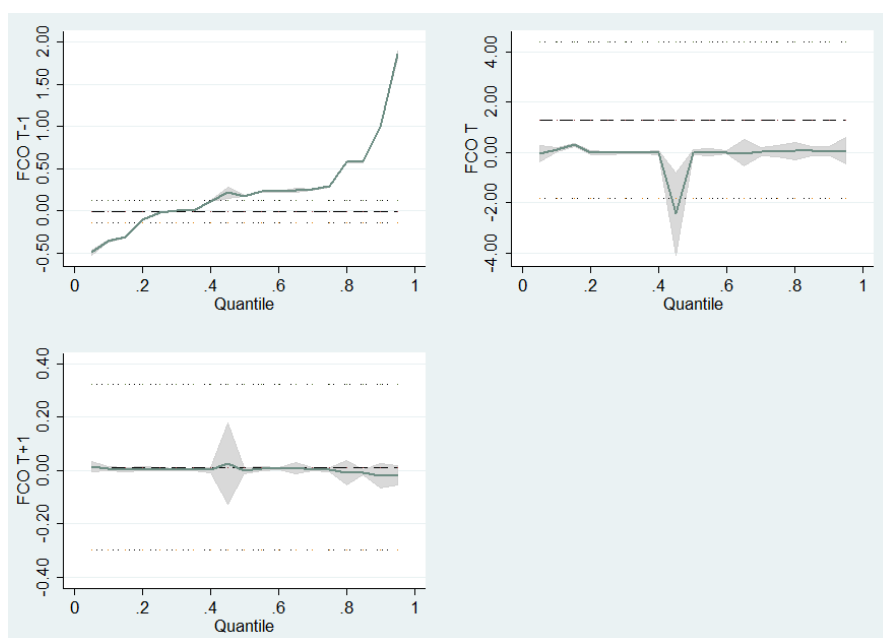 FCO T-1
2.00
1.50
1.00
0.50
0.00
-0.50
0 .2 .4 .6 .8 1
Quantile
FCO T
4.00
2.00
0.00
-2.00
-4.00
0 .2 .4 .6 .8 1
Quantile
FCO T+1
0.40
0.20
0.00
-0.20
-0.40
0 .2 .4 .6 .8 1
Quantile